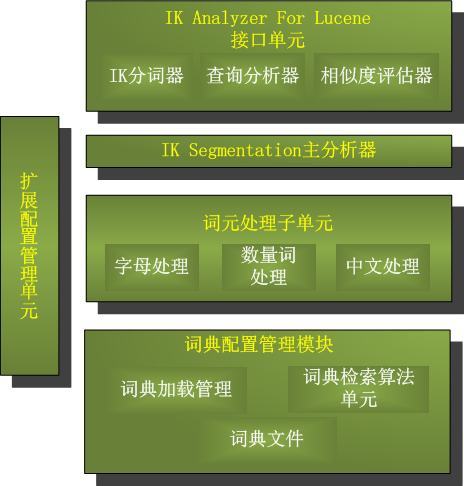 IK Analyzer For Lucene
接口单元
IK分词器
查询分析器
相似度评估器
IK Segmentation主分析器
扩展配置管理单元
词元处理子单元
字母处理
数量词
处理
中文处理
词典配置管理模块
词典加载管理
词典检索算法
单元
词典文件